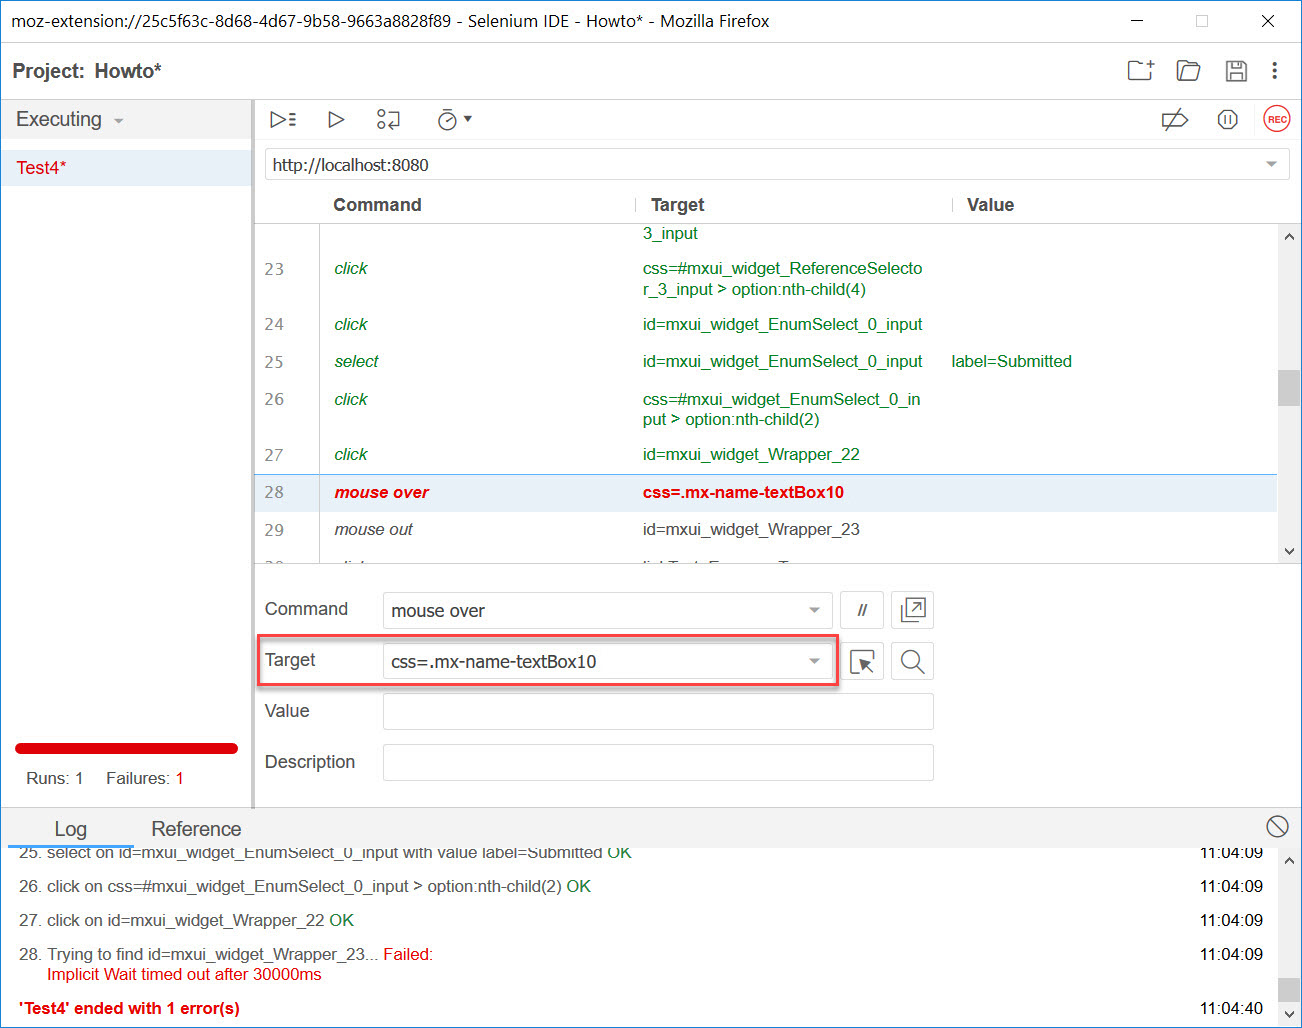 moz-extension://25c5f63c-8d68-4d67-9b58-9663a8828f89 - Selenium IDE - Howto* - Mozilla Firefox
Project: Howto*
Executing
REC
Test4*
http://localhost:8080
Command Target Value
3_input
23 click css=#mxui_widget_ReferenceSelecto
r_3_input > option:nth-child(4)
24 click id=mxui_widget_EnumSelect_0_input
25 select id=mxui_widget_EnumSelect_0_input label=Submitted
26 click css=#mxui_widget_EnumSelect_0_in
put > option:nth-child(2)
27 click id=mxui_widget_Wrapper_22
28 mouse over css=.mx-name-textBox10
29 mouse out id=mxui_widget_Wrapper_23
Command mouse over //
Target css=.mx-name-textBox10
Value
Description
Runs: 1 Failures: 1
Log Reference
25. select on id=mxui_widget_EnumSelect_0_input with value label=Submitted OK 11:04:09
26. click on css=#mxui_widget_EnumSelect_0_input > option:nth-child(2) OK 11:04:09
27. click on id=mxui_widget_Wrapper_22 OK 11:04:09
28. Trying to find id=mxui_widget_Wrapper_23... Failed: 11:04:09
Implicit Wait timed out after 30000ms
'Test4' ended with 1 error(s) 11:04:40